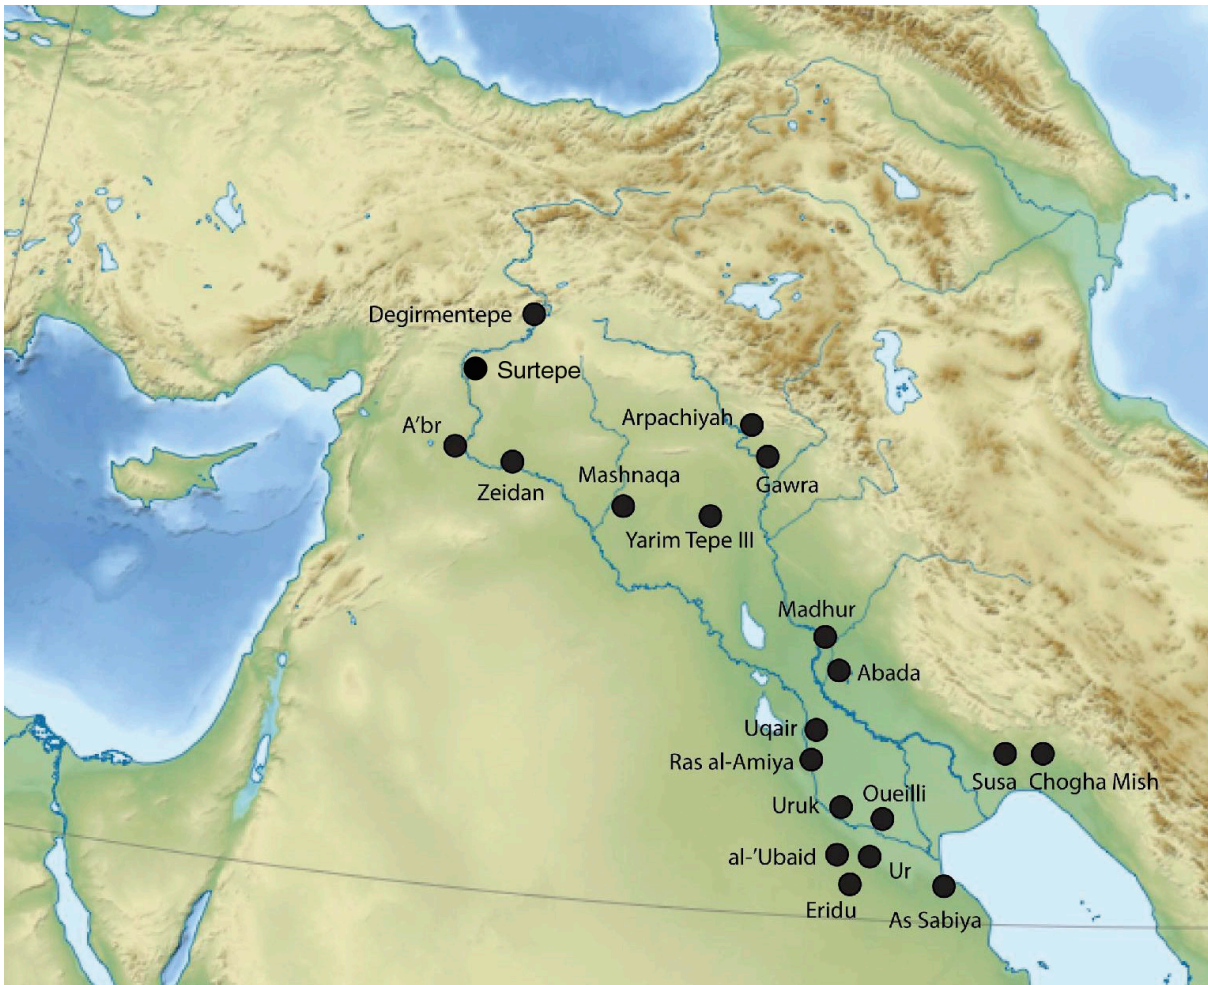 Degirmentepe
Surtepe
Arpachiyah
A'br
Mashnaqa
Gawra
Zeidan
Yarim Tepe III
Madhur
Abada
Uqair
Ras al-Amiya
Susa Chogha Mish
Oueilli
Uruk
al-'Ubaid
Ur
Eridu
As Sabiya